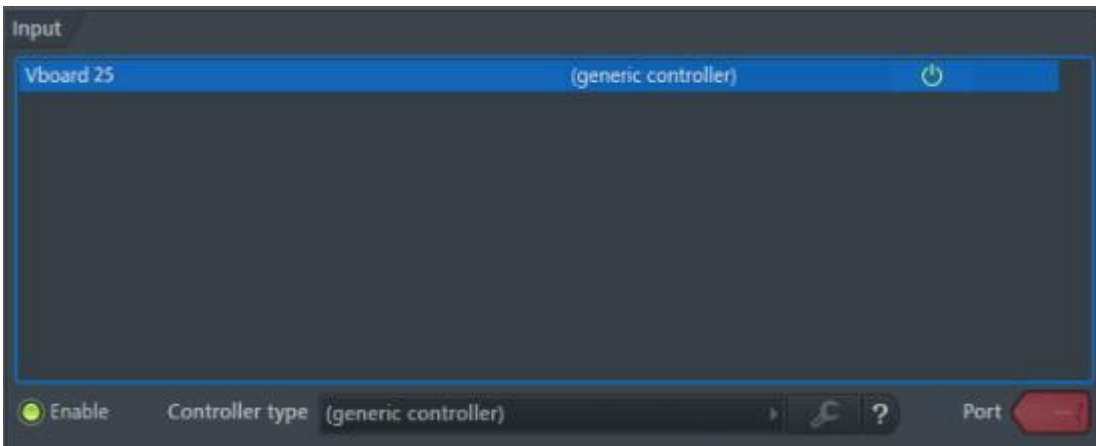 Input
Vboard 25 (generic controller)
Enable Controller type (generic controller) ? Port